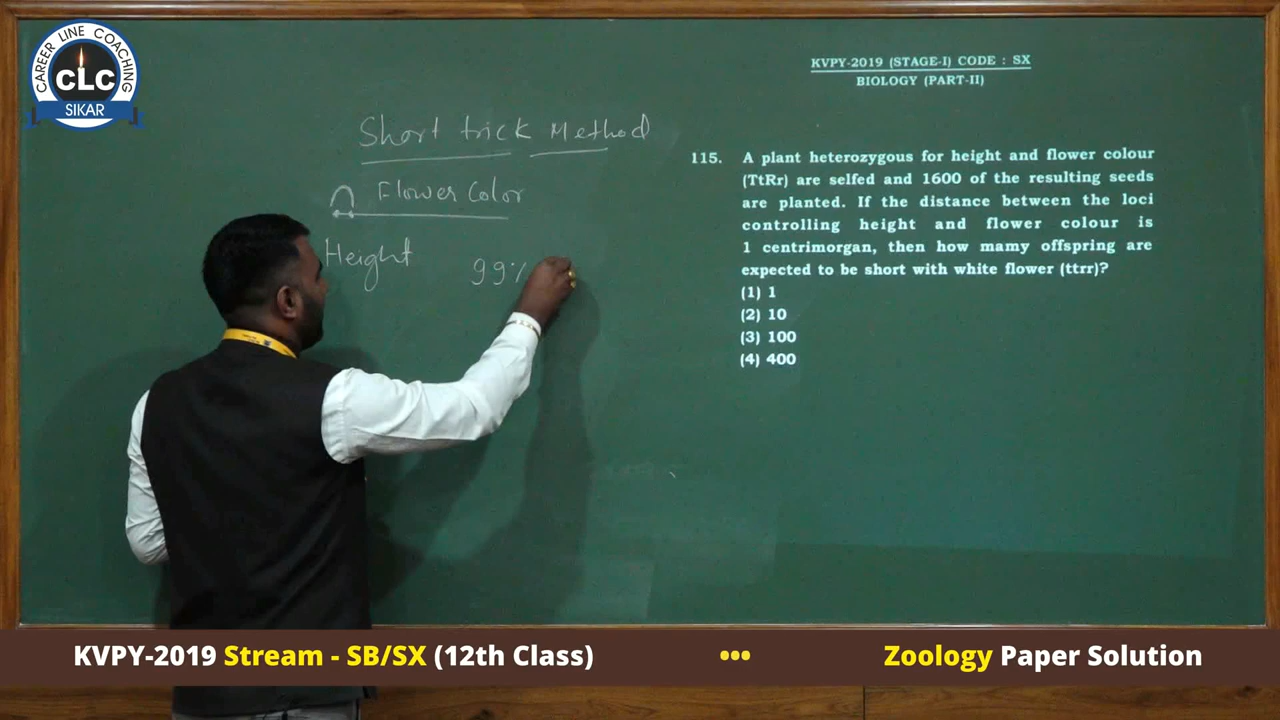 CAREER LINE COACHING
CLC
SIKAR
Short trick Method
Flower Color
Height 99%
KVPY-2019 (STAGE-I) CODE : SX
BIOLOGY (PART-II)
115. A plant heterozygous for height and flower colour
(TtRr) are selfed and 1600 of the resulting seeds
are planted. If the distance between the loci
controlling height and flower colour is
1 centrimorgan, then how mamy offspring are
expected to be short with white flower (ttrr)?
(1) 1
(2) 10
(3) 100
(4) 400
KVPY-2019 Stream - SB/SX (12th Class) ••• Zoology Paper Solution